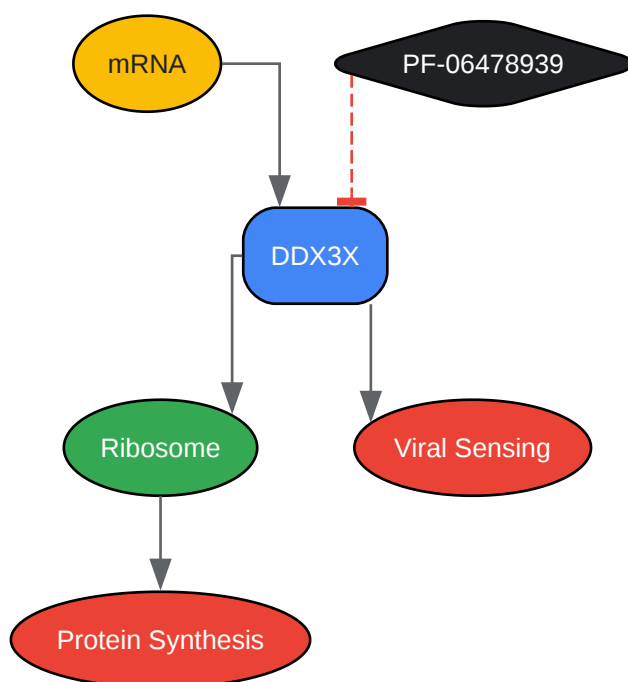 mRNA
PF-06478939
DDX3X
Ribosome
Viral Sensing
Protein Synthesis